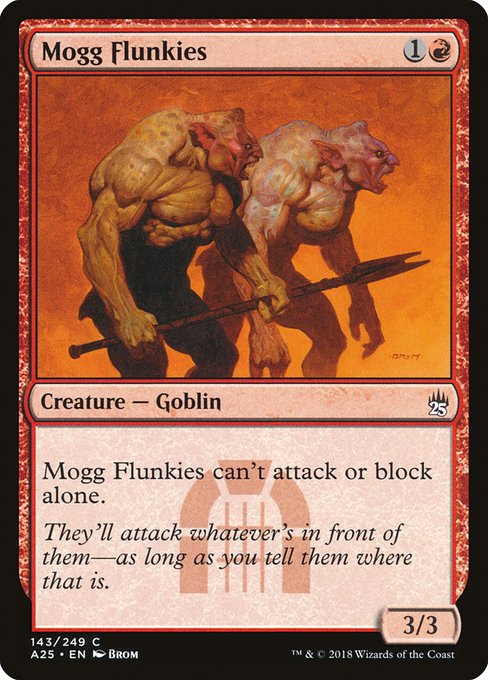 Mogg Flunkies 1
BROM
Creature — Goblin
25
Mogg Flunkies can't attack or block
alone.
They'll attack whatever's in front of
them—as long as you tell them where
that is.
3/3
143/249 C
A25 • EN Brom
™ & © 2018 Wizards of the Coast